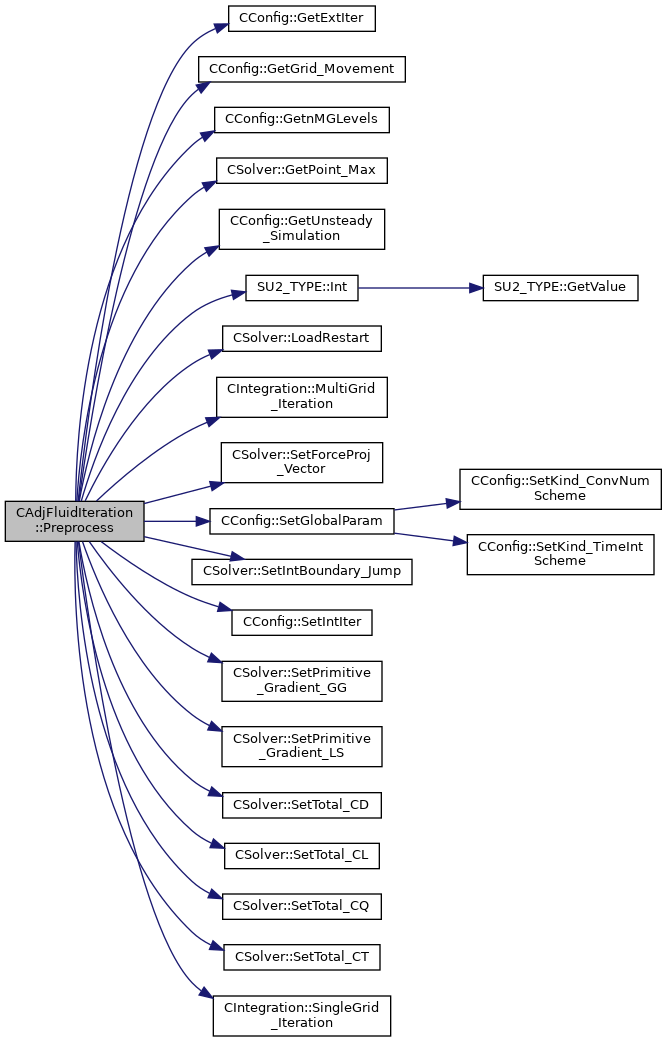 CConfig::GetExtIter
CConfig::GetGrid_Movement
CConfig::GetnMGLevels
CSolver::GetPoint_Max
CConfig::GetUnsteady
_Simulation
SU2_TYPE::Int
SU2_TYPE::GetValue
CSolver::LoadRestart
CIntegration::MultiGrid
_Iteration
CSolver::SetForceProj
_Vector
CAdjFluidIteration
::Preprocess
CConfig::SetGlobalParam
CConfig::SetKind_ConvNum
Scheme
CConfig::SetKind_TimeInt
Scheme
CSolver::SetIntBoundary_Jump
CConfig::SetIntIter
CSolver::SetPrimitive
_Gradient_GG
CSolver::SetPrimitive
_Gradient_LS
CSolver::SetTotal_CD
CSolver::SetTotal_CL
CSolver::SetTotal_CQ
CSolver::SetTotal_CT
CIntegration::SingleGrid
_Iteration